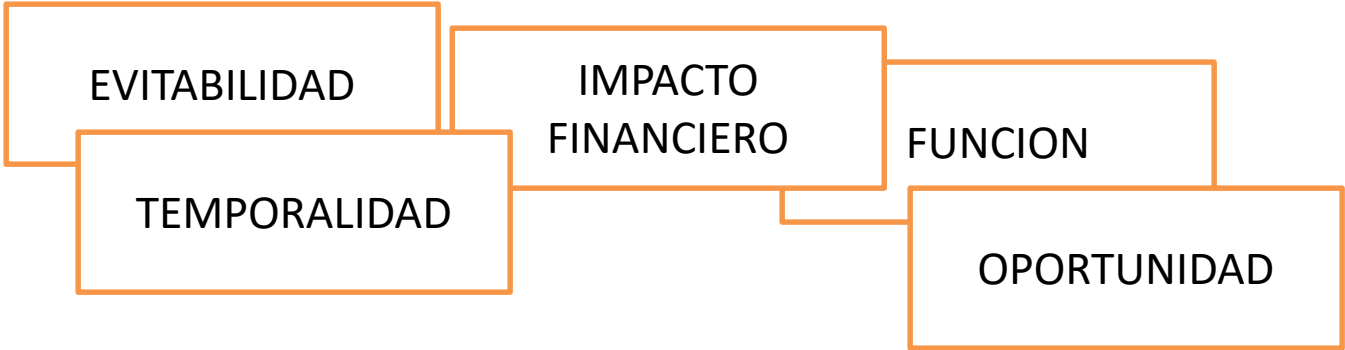 EVITABILIDAD
TEMPORALIDAD
IMPACTO
FINANCIERO
FUNCION
OPORTUNIDAD